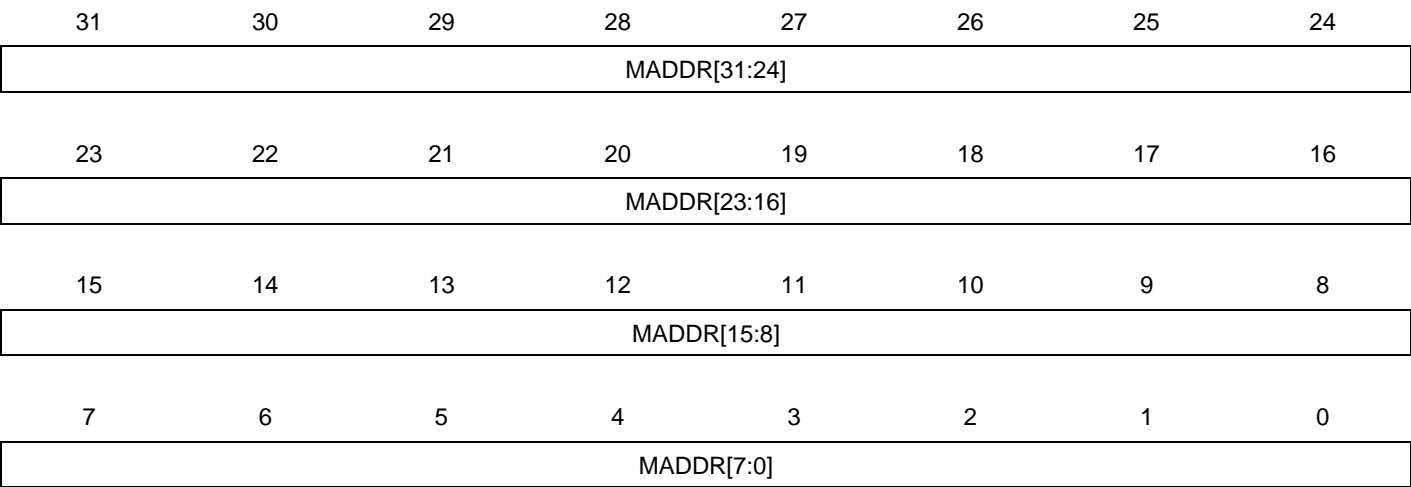 31 30 29 28 27 26 25 24
MADDR[31:24]
23 22 21 20 19 18 17 16
MADDR[23:16]
15 14 13 12 11 10 9 8
MADDR[15:8]
7 6 5 4 3 2 1 0
MADDR[7:0]